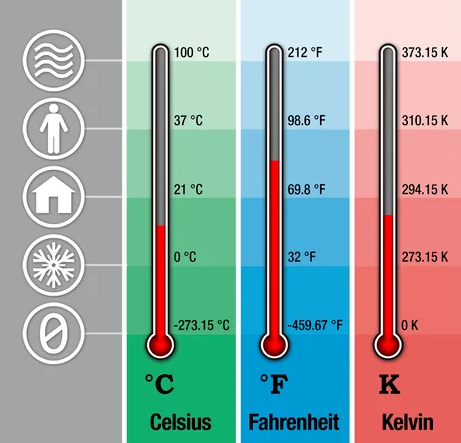 100 °C 212 °F 373.15 K
37 °C 98.6 °F 310.15 K
21 °C 69.8 °F 294.15 K
0 °C 32 °F 273.15 K
0 -273.15 °C -459.67 °F 0 K
°C °F K
Celsius Fahrenheit Kelvin